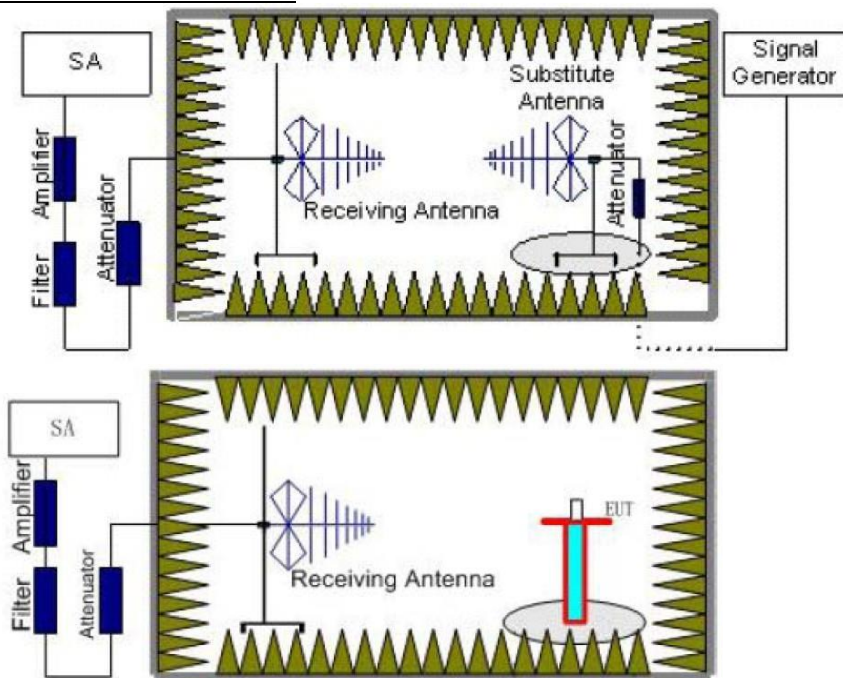 SA
Signal
Generator
Substitute
Antenna
Amplifier
Attenuator
Attenuator
Receiving Antenna
Filter
SA
Amplifier
EUT
Receiving Antenna
Filter
Attenuator